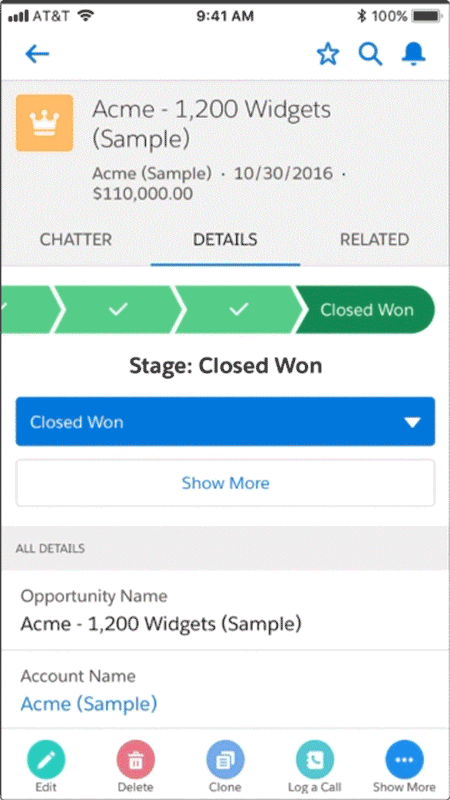 AT&T 9:41 AM 100%
Acme - 1,200 Widgets
(Sample)
Acme (Sample) · 10/30/2016 ·
$110,000.00
CHATTER DETAILS RELATED
Closed Won
Stage: Closed Won
Closed Won
Show More
ALL DETAILS
Opportunity Name
Acme - 1,200 Widgets (Sample)
Account Name
Acme (Sample)
Edit Delete Clone Log a Call Show More